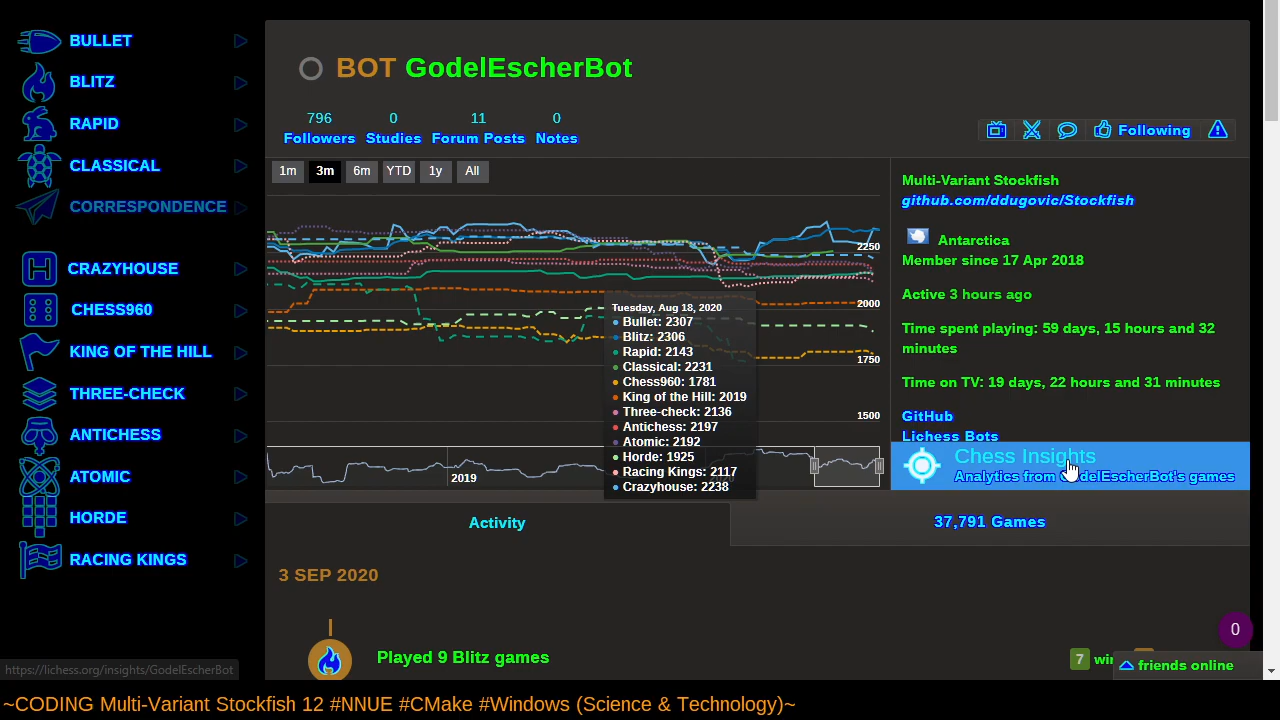 BULLET
BLITZ
RAPID
CLASSICAL
CORRESPONDENCE
CRAZYHOUSE
CHESS960
KING OF THE HILL
THREE-CHECK
ANTICHESS
ATOMIC
HORDE
RACING KINGS
BOT GodelEscherBot
796 0 11 0
Followers Studies Forum Posts Notes
Following
1m 3m 6m YTD 1y All
2250
2000
1750
1500
Tuesday, Aug 18, 2020
Bullet: 2307
Blitz: 2306
Rapid: 2143
Classical: 2231
Chess960: 1781
King of the Hill: 2019
Three-check: 2136
Antichess: 2197
Atomic: 2192
Horde: 1925
Racing Kings: 2117
Crazyhouse: 2238
2019
Multi-Variant Stockfish
github.com/ddugovic/Stockfish
Antarctica
Member since 17 Apr 2018
Active 3 hours ago
Time spent playing: 59 days, 15 hours and 32
minutes
Time on TV: 19 days, 22 hours and 31 minutes
GitHub
Lichess Bots
Chess Insights
Analytics from GodelEscherBot's games
Activity
37,791 Games
3 SEP 2020
Played 9 Blitz games
7 win
0
friends online
https://lichess.org/insights/GodelEscherBot
~CODING Multi-Variant Stockfish 12 #NNUE #CMake #Windows (Science & Technology)~